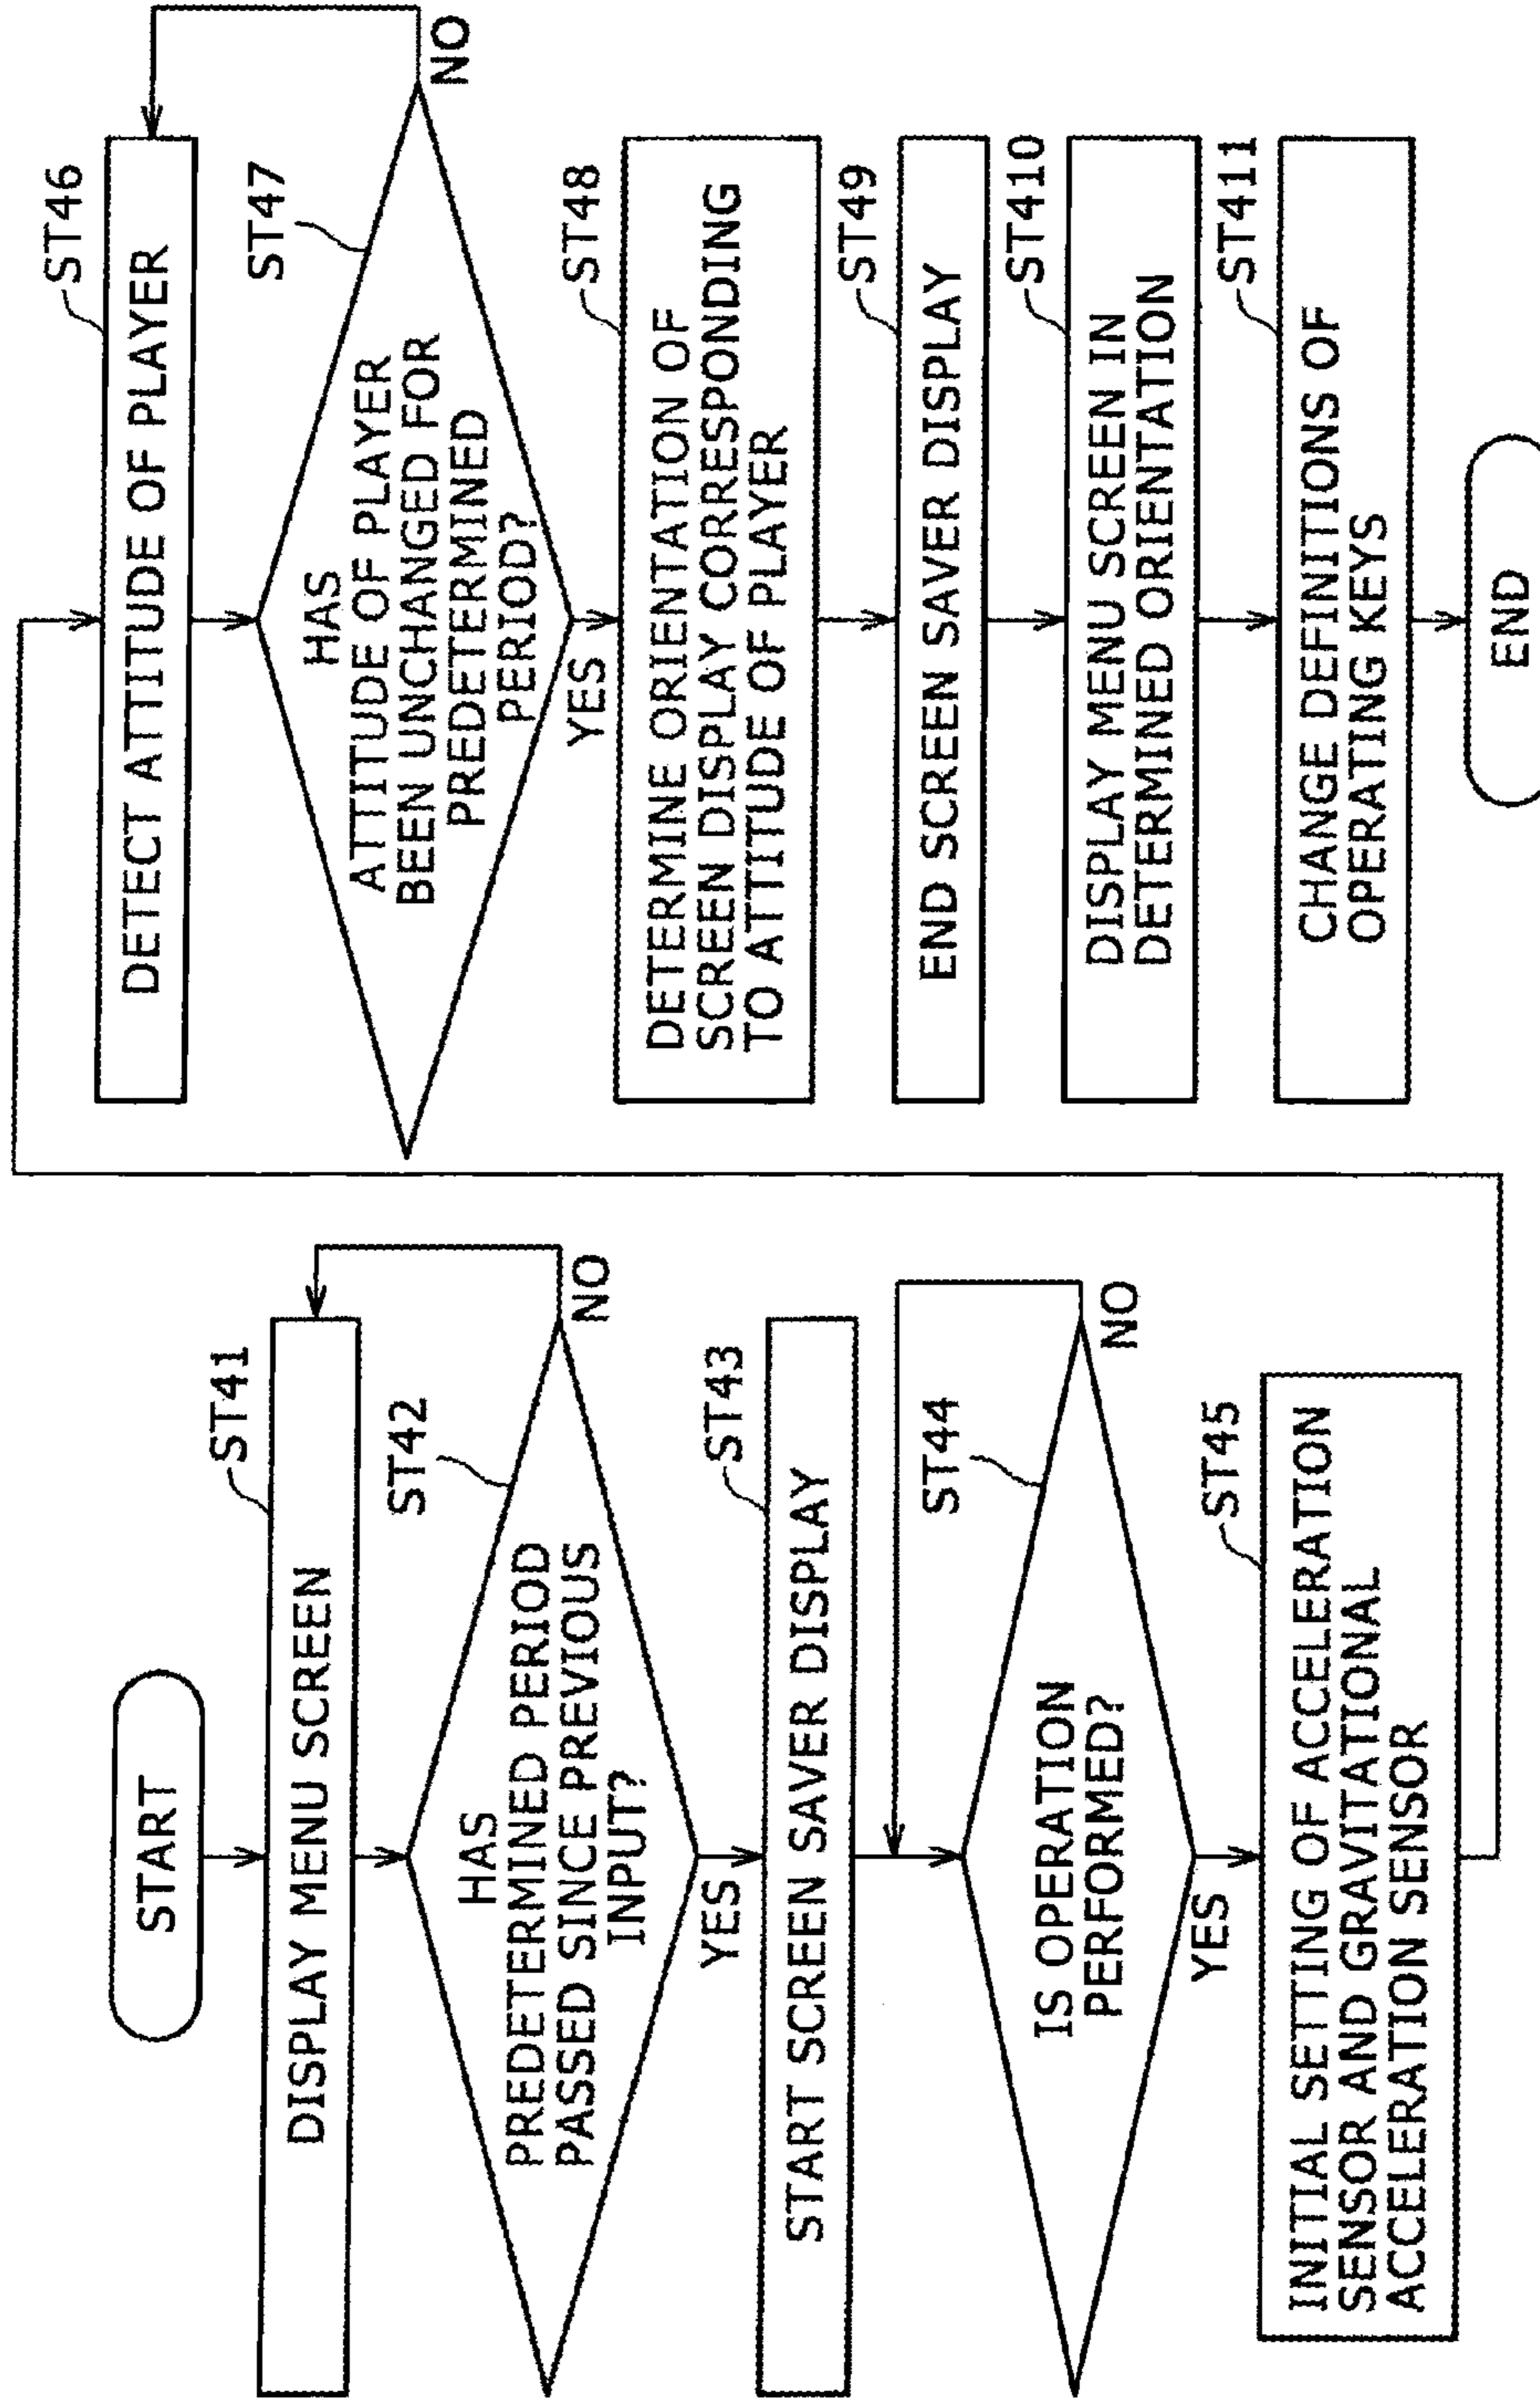 START
ST41
DISPLAY MENU SCREEN
ST42
HAS
PREDETERMINED PERIOD
PASSED SINCE PREVIOUS
INPUT?
NO
YES
ST43
START SCREEN SAVER DISPLAY
ST44
IS OPERATION
PERFORMED?
NO
YES
ST45
INITIAL SETTING OF ACCELERATION
SENSOR AND GRAVITATIONAL
ACCELERATION SENSOR
ST46
DETECT ATTITUDE OF PLAYER
ST47
HAS
ATTITUDE OF PLAYER
BEEN UNCHANGED FOR
PREDETERMINED
PERIOD?
NO
YES
ST48
DETERMINE ORIENTATION OF
SCREEN DISPLAY CORRESPONDING
TO ATTITUDE OF PLAYER
ST49
END SCREEN SAVER DISPLAY
ST410
DISPLAY MENU SCREEN IN
DETERMINED ORIENTATION
ST411
CHANGE DEFINITIONS OF
OPERATING KEYS
END